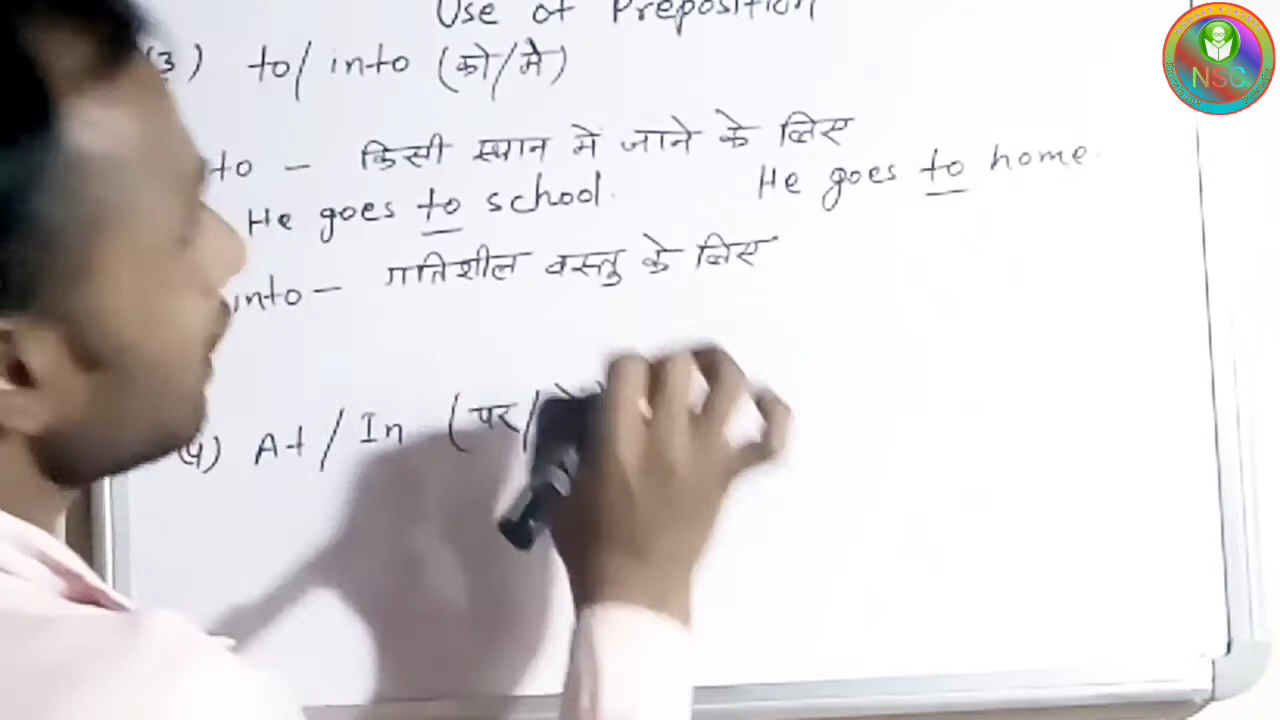 Use of Preposition
(3) to/into (को/मे)
to - किसी स्थान मे जाने के लिए
He goes to school. He goes to home.
into - गतिशील वस्तु के लिए
(4) At/In (पर/
NSC